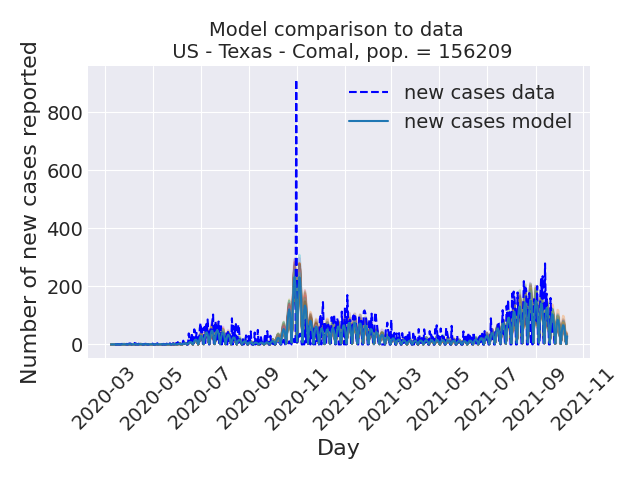 Model comparison to data
US - Texas - Comal, pop. = 156209
Number of new cases reported
800
600
400
200
0
new cases data
new cases model
2020-03
2020-05
2020-07
2020-09
2020-11
2021-01
2021-03
2021-05
2021-07
2021-09
2021-11
Day